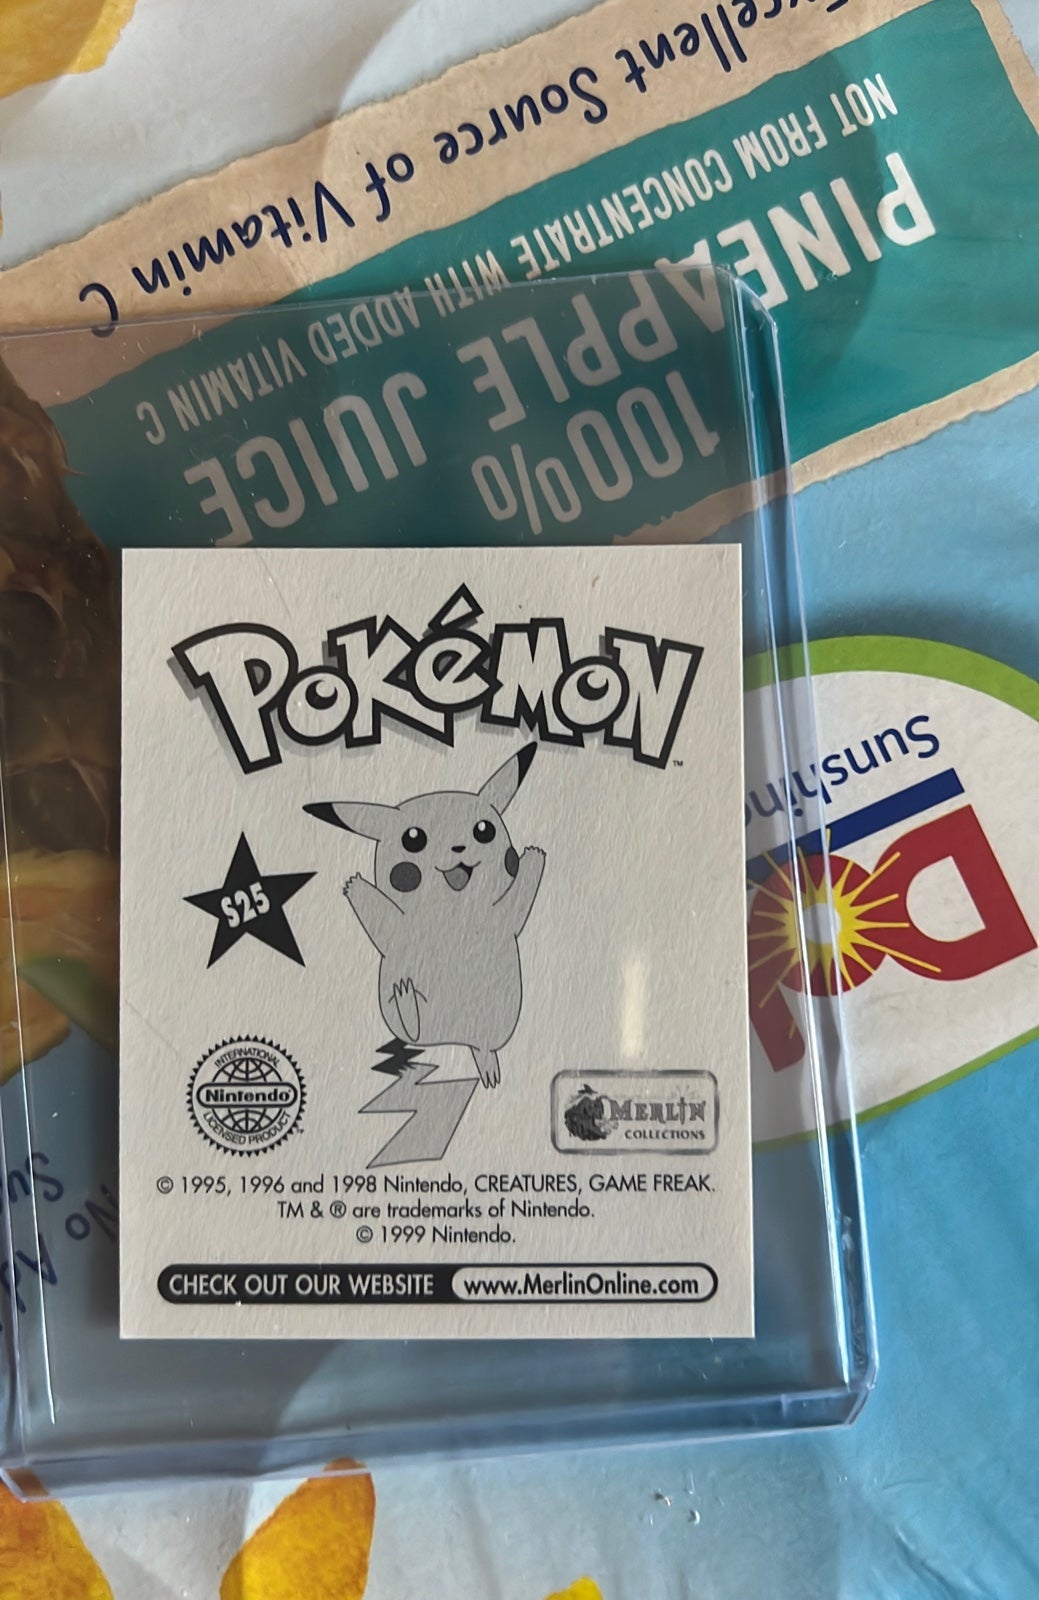 Excellent Source of Vitamin C
NOT FROM CONCENTRATE WITH ADDED VITAMIN C
PINEAPPLE JUICE
100%
POKéMON
TM
S25
INTERNATIONAL
Nintendo®
LICENSED PRODUCT
MERLIN
COLLECTIONS
© 1995, 1996 and 1998 Nintendo, CREATURES, GAME FREAK.
TM & ® are trademarks of Nintendo.
© 1999 Nintendo.
CHECK OUT OUR WEBSITE www.MerlinOnline.com